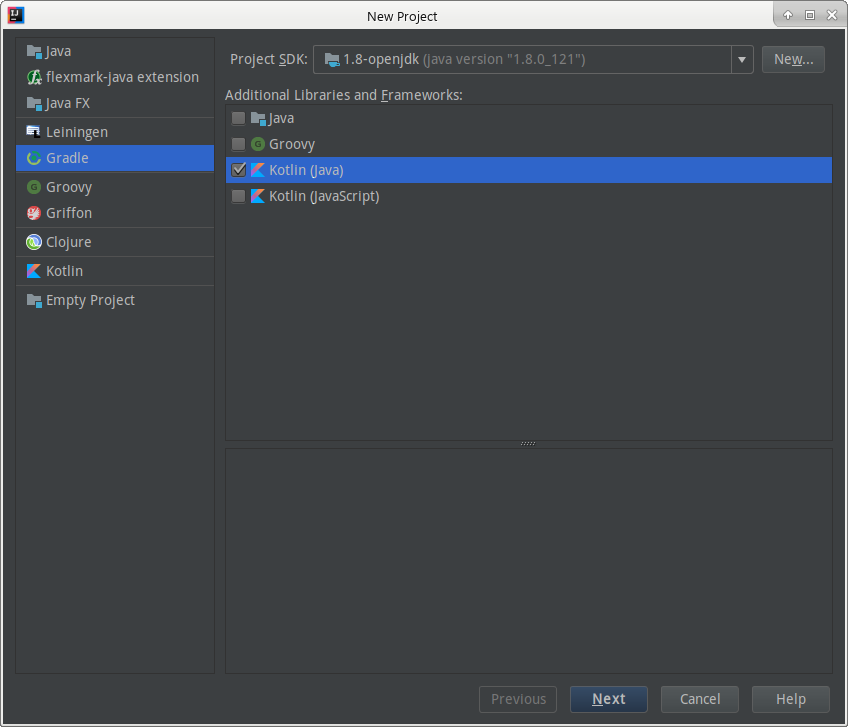 New Project
Java
flexmark-java extension
Java FX
Leiningen
Gradle
Groovy
Griffon
Clojure
Kotlin
Empty Project
Project SDK: 1.8-openjdk (java version "1.8.0_121") New...
Additional Libraries and Frameworks:
Java
Groovy
Kotlin (Java)
Kotlin (JavaScript)
Previous Next Cancel Help